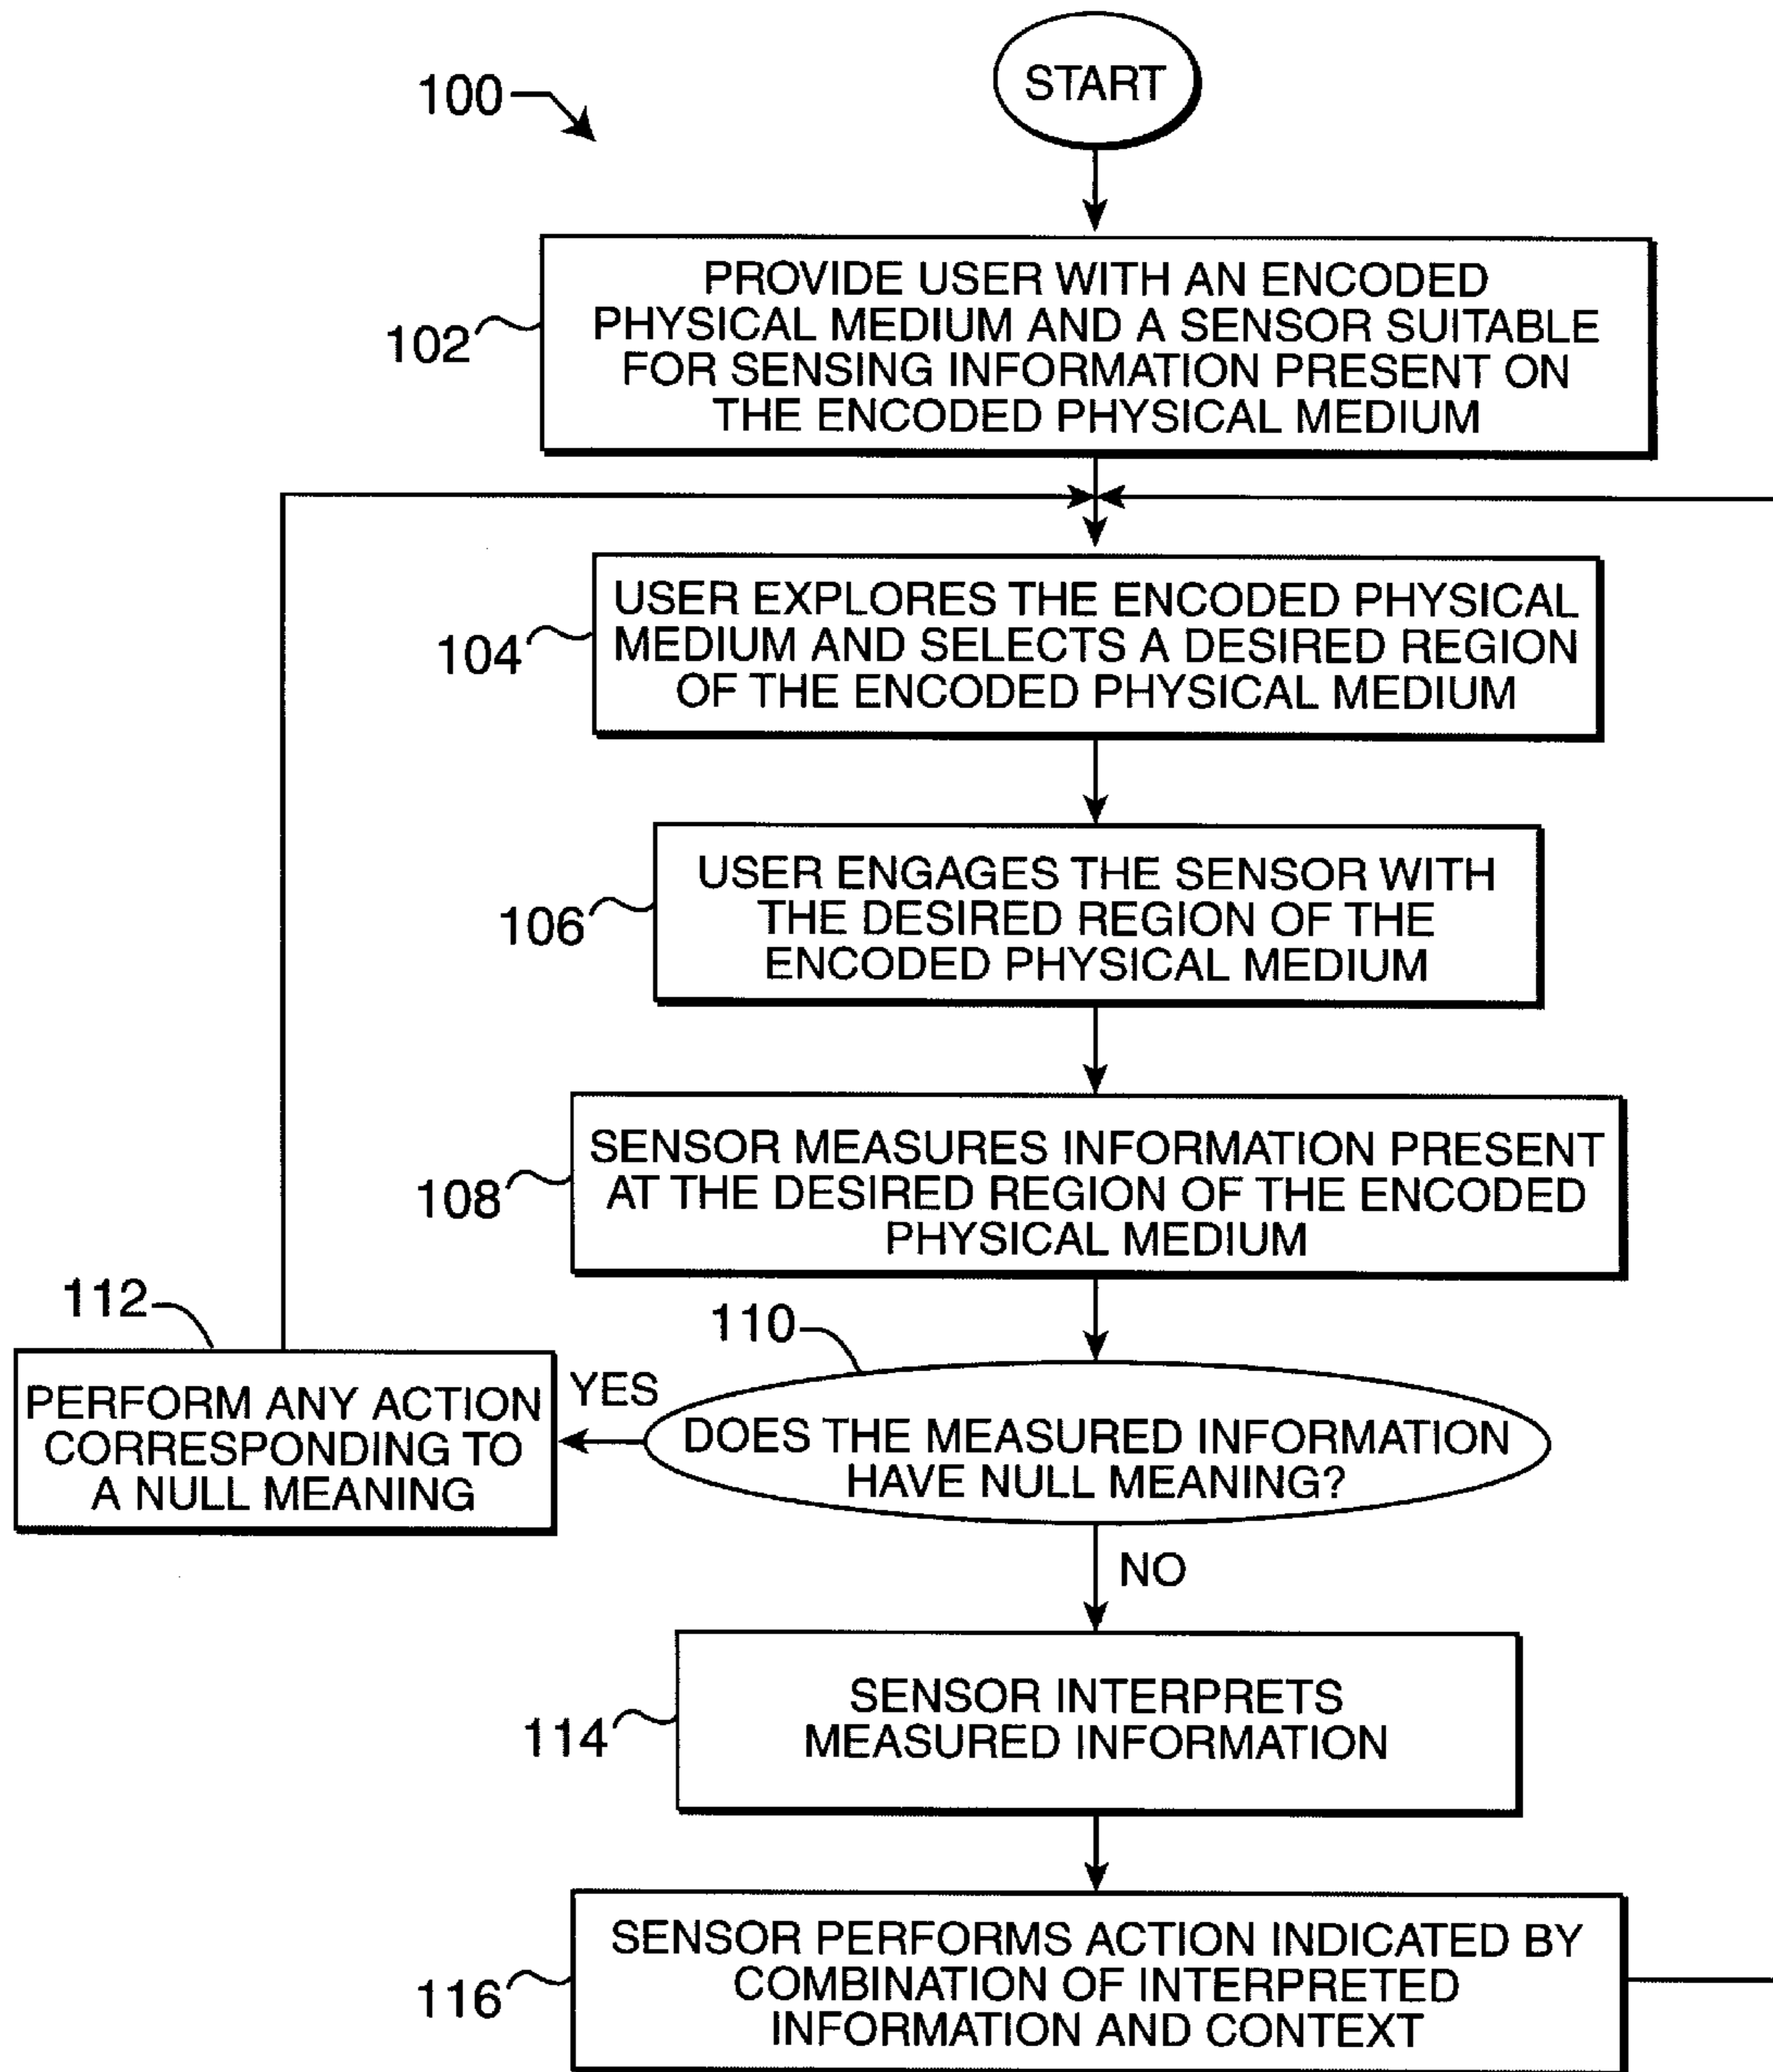 START
100
PROVIDE USER WITH AN ENCODED
PHYSICAL MEDIUM AND A SENSOR SUITABLE
FOR SENSING INFORMATION PRESENT ON
THE ENCODED PHYSICAL MEDIUM
102
USER EXPLORES THE ENCODED PHYSICAL
MEDIUM AND SELECTS A DESIRED REGION
OF THE ENCODED PHYSICAL MEDIUM
104
USER ENGAGES THE SENSOR WITH
THE DESIRED REGION OF THE
ENCODED PHYSICAL MEDIUM
106
SENSOR MEASURES INFORMATION PRESENT
AT THE DESIRED REGION OF THE ENCODED
PHYSICAL MEDIUM
108
110
DOES THE MEASURED INFORMATION
HAVE NULL MEANING?
YES
112
PERFORM ANY ACTION
CORRESPONDING TO
A NULL MEANING
NO
SENSOR INTERPRETS
MEASURED INFORMATION
114
SENSOR PERFORMS ACTION INDICATED BY
COMBINATION OF INTERPRETED
INFORMATION AND CONTEXT
116